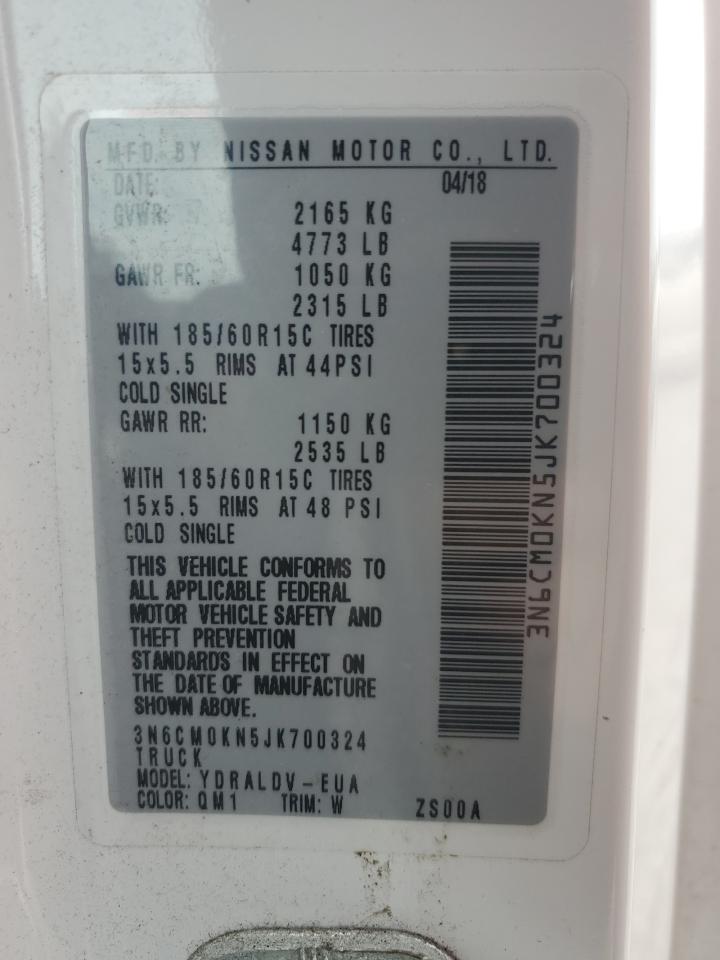 MFD. BY NISSAN MOTOR CO., LTD.
DATE: 04/18
GVWR: 2165 KG
4773 LB
GAWR FR: 1050 KG
2315 LB
WITH 185/60R15C TIRES
15x5.5 RIMS AT 44PSI
COLD SINGLE
GAWR RR: 1150 KG
2535 LB
WITH 185/60R15C TIRES
15x5.5 RIMS AT 48 PSI
COLD SINGLE
THIS VEHICLE CONFORMS TO
ALL APPLICABLE FEDERAL
MOTOR VEHICLE SAFETY AND
THEFT PREVENTION
STANDARDS IN EFFECT ON
THE DATE OF MANUFACTURE
SHOWN ABOVE.
3N6CM0KN5JK700324
TRUCK
MODEL: YDRALDV-EUA
COLOR: QM1 TRIM: W ZS00A
3N6CM0KN5JK700324